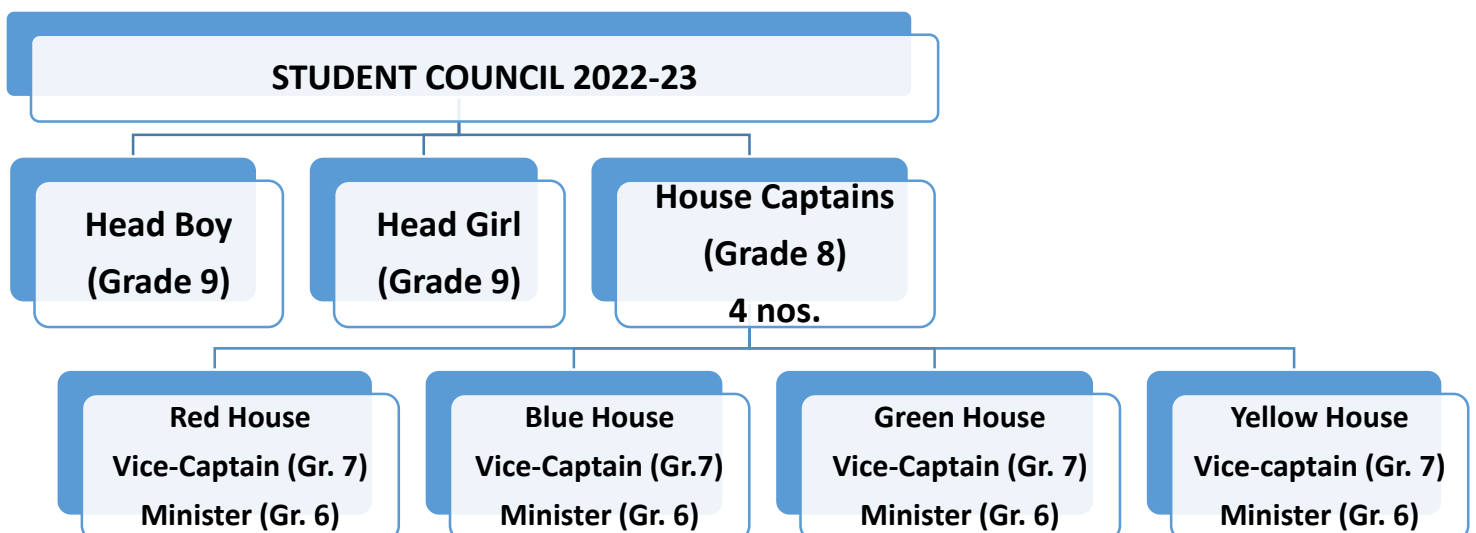 STUDENT COUNCIL 2022-23
Head Boy
(Grade 9)
Head Girl
(Grade 9)
House Captains
(Grade 8)
4 nos.
Red House
Vice-Captain (Gr. 7)
Minister (Gr. 6)
Blue House
Vice-Captain (Gr.7)
Minister (Gr. 6)
Green House
Vice-Captain (Gr. 7)
Minister (Gr. 6)
Yellow House
Vice-captain (Gr. 7)
Minister (Gr. 6)